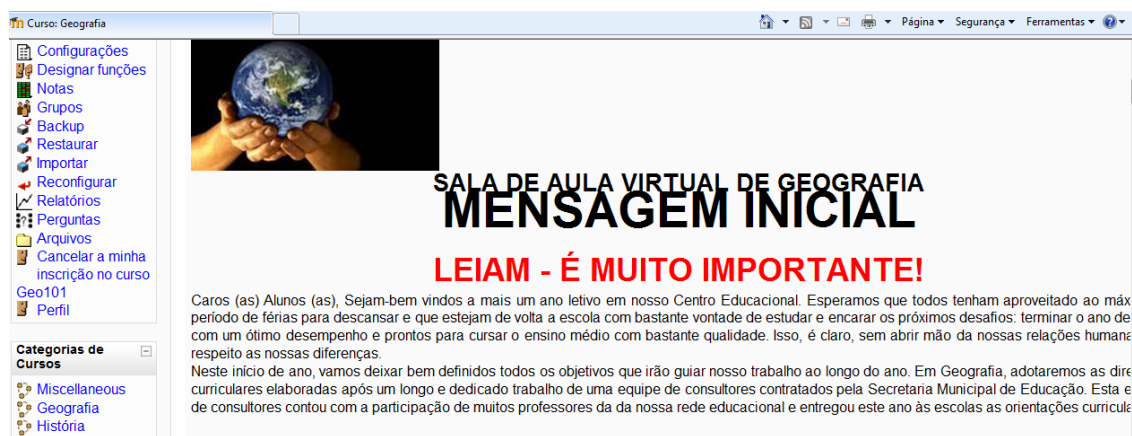 Curso: Geografia
Página
Segurança
Ferramentas
Configurações
Designar funções
Notas
Grupos
Backup
Restaurar
Importar
Reconfigurar
Relatórios
Perguntas
Arquivos
Cancelar a minha
inscrição no curso
Geo101
Perfil
Categorias de
Cursos
Miscellaneous
Geografia
História
SALA DE AULA VIRTUAL DE GEOGRAFIA
MENSAGEM INICIAL
LEIAM - É MUITO IMPORTANTE!
Caros (as) Alunos (as), Sejam-bem vindos a mais um ano letivo em nosso Centro Educacional. Esperamos que todos tenham aproveitado ao máx
período de férias para descansar e que estejam de volta a escola com bastante vontade de estudar e encarar os próximos desafios: terminar o ano de
com um ótimo desempenho e prontos para cursar o ensino médio com bastante qualidade. Isso, é claro, sem abrir mão da nossas relações humana
respeito as nossas diferenças.
Neste início de ano, vamos deixar bem definidos todos os objetivos que irão guiar nosso trabalho ao longo do ano. Em Geografia, adotaremos as dire
curriculares elaboradas após um longo e dedicado trabalho de uma equipe de consultores contratados pela Secretaria Municipal de Educação. Esta e
de consultores contou com a participação de muitos professores da da nossa rede educacional e entregou este ano às escolas as orientações curricula